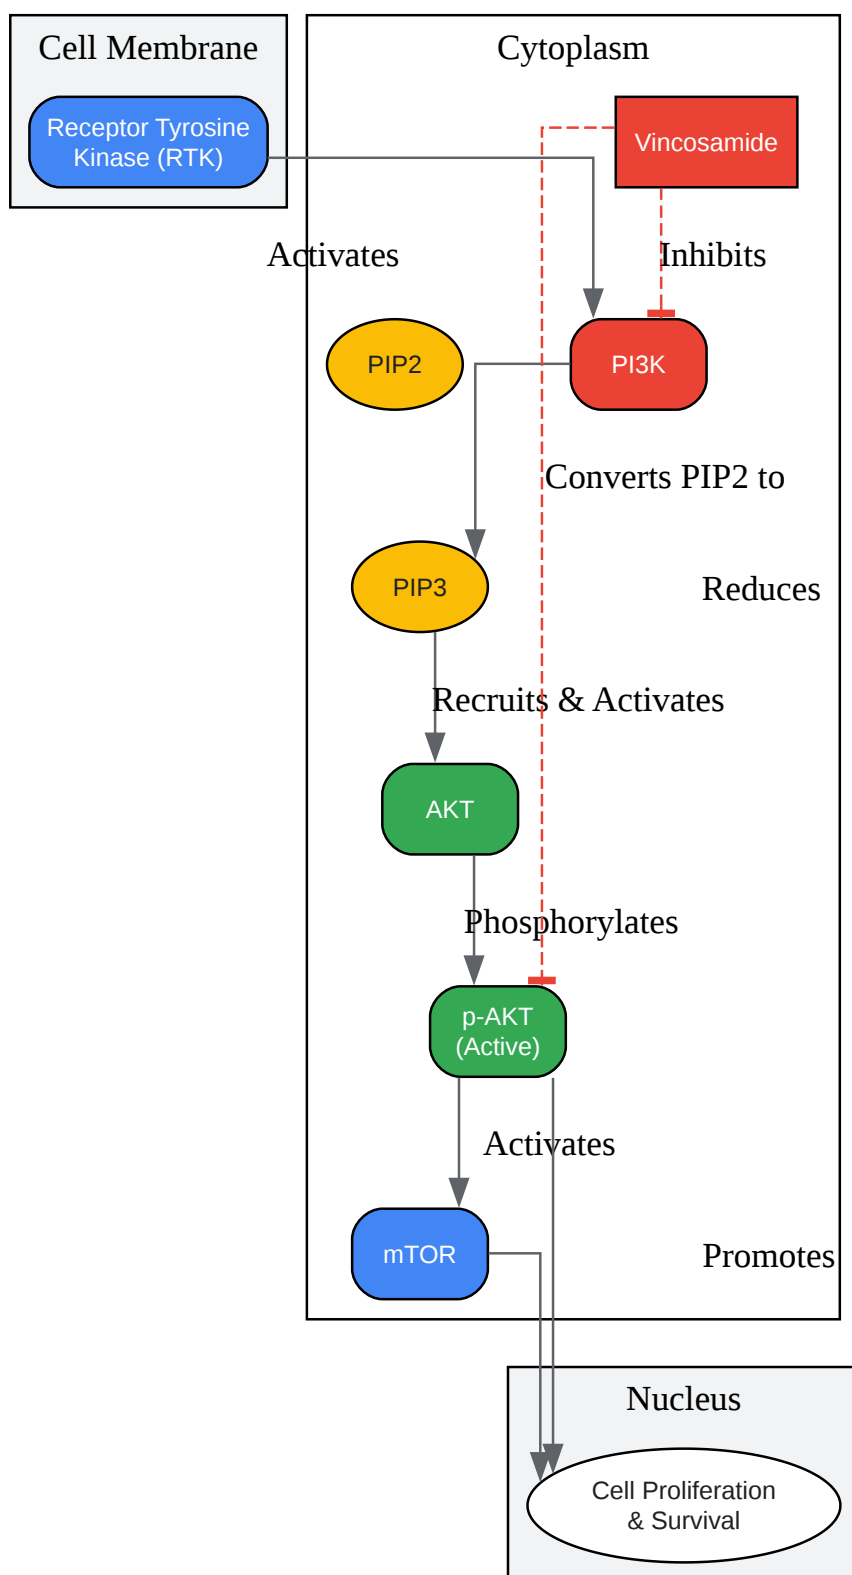 Cell Membrane
Cytoplasm
Receptor Tyrosine
Kinase (RTK)
Vincosamide
Activates
Inhibits
PIP2
PI3K
Converts PIP2 to
PIP3
Reduces
Recruits & Activates
AKT
Phosphorylates
p-AKT
(Active)
Activates
mTOR
Promotes
Nucleus
Cell Proliferation
& Survival